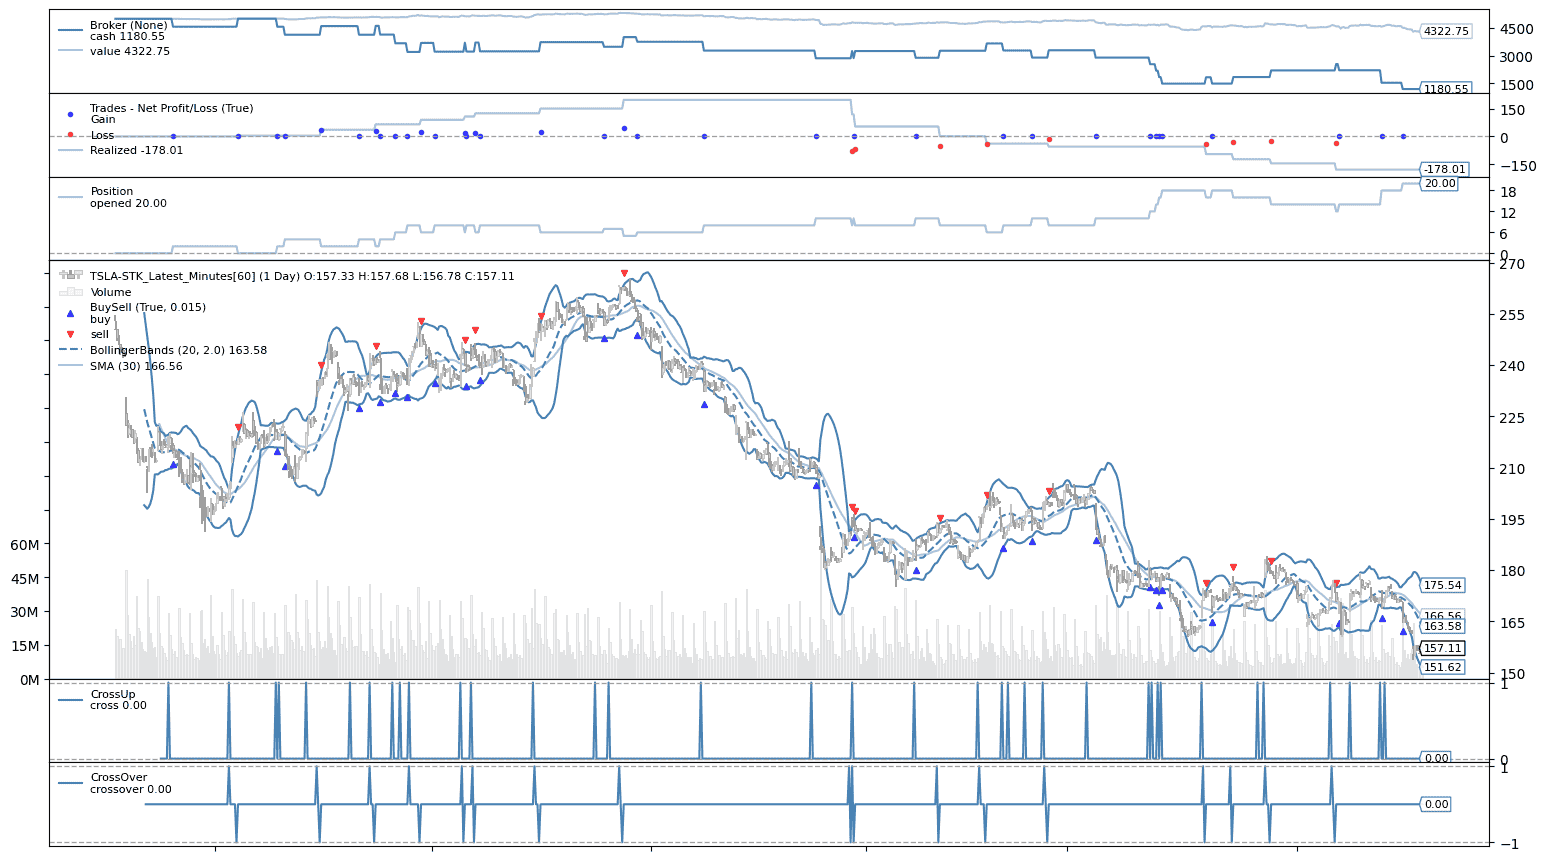 Broker (None)
cash 1180.55
value 4322.75
4322.75
1180.55
4500
3000
1500
Trades - Net Profit/Loss (True)
Gain
Loss
Realized -178.01
150
0
−150
-178.01
Position
opened 20.00
20.00
18
12
6
0
TSLA-STK_Latest_Minutes[60] (1 Day) O:157.33 H:157.68 L:156.78 C:157.11
Volume
BuySell (True, 0.015)
buy
sell
BollingerBands (20, 2.0) 163.58
SMA (30) 166.56
270
255
240
225
210
195
180
165
150
60M
45M
30M
15M
0M
175.54
166.56
163.58
157.11
151.62
CrossUp
cross 0.00
1
0
0.00
CrossOver
crossover 0.00
1
0.00
−1